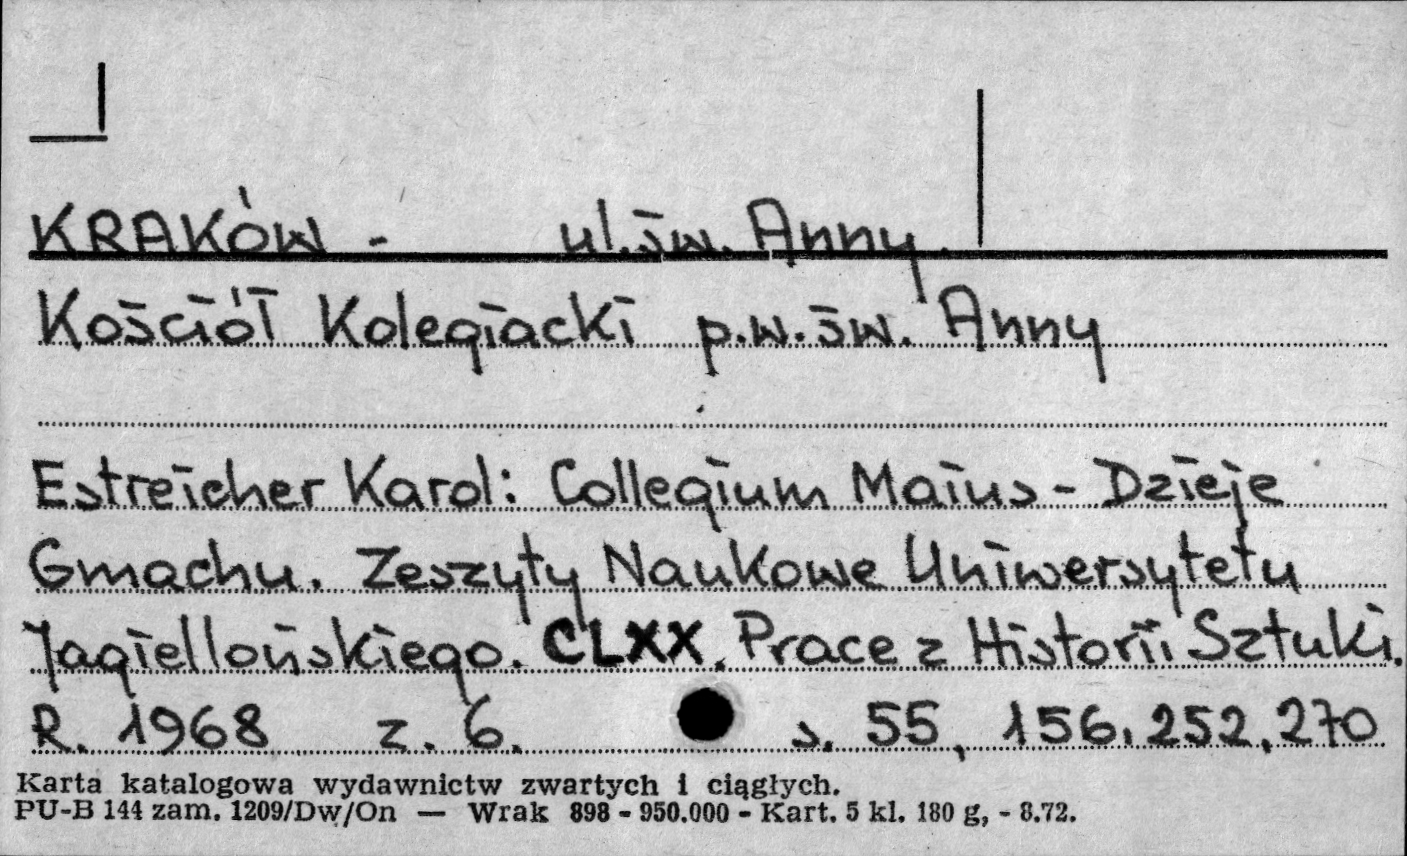 KRAKÓW - ul. św. Anny.
Kościół Kolegiacki p.w. św. Anny
Estreicher Karol: Collegium Maius - Dzieje
Gmachu. Zeszyty Naukowe Uniwersytetu
Jagiellońskiego. CLXX. Prace z Historii Sztuki.
R. 1968 z. 6. s. 55, 156, 252, 270
Karta katalogowa wydawnictw zwartych i ciągłych.
PU-B 144 zam. 1209/Dw/On — Wrak 898 - 950.000 - Kart. 5 kl. 180 g, - 8.72.